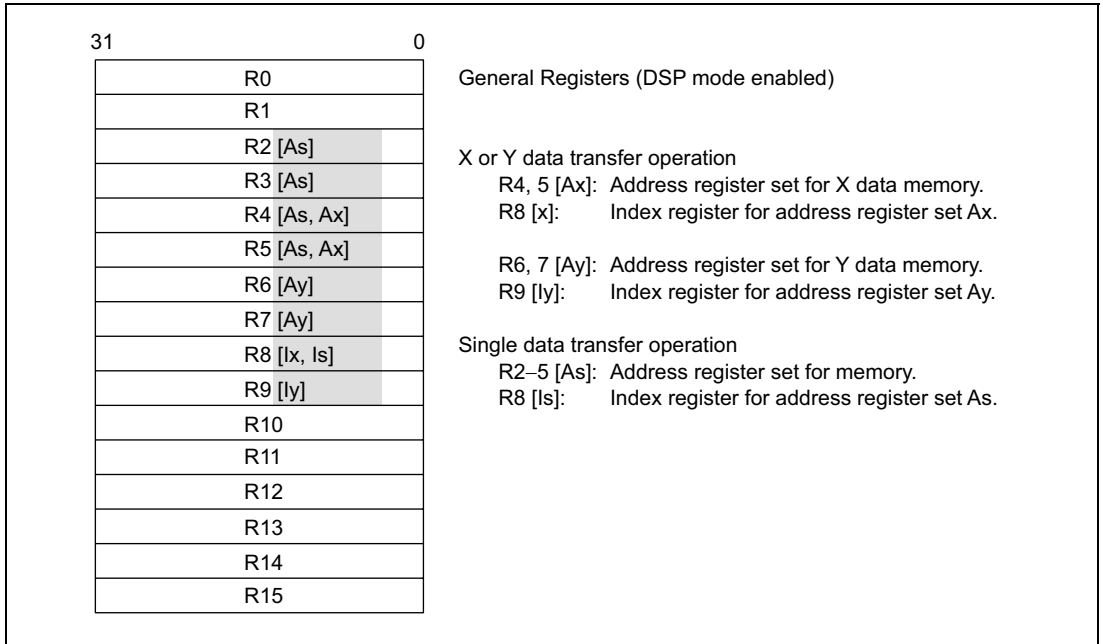 31 0
R0
R1
R2 [As]
R3 [As]
R4 [As, Ax]
R5 [As, Ax]
R6 [Ay]
R7 [Ay]
R8 [Ix, Is]
R9 [Iy]
R10
R11
R12
R13
R14
R15
General Registers (DSP mode enabled)
X or Y data transfer operation
R4, 5 [Ax]: Address register set for X data memory.
R8 [x]: Index register for address register set Ax.
R6, 7 [Ay]: Address register set for Y data memory.
R9 [Iy]: Index register for address register set Ay.
Single data transfer operation
R2–5 [As]: Address register set for memory.
R8 [Is]: Index register for address register set As.